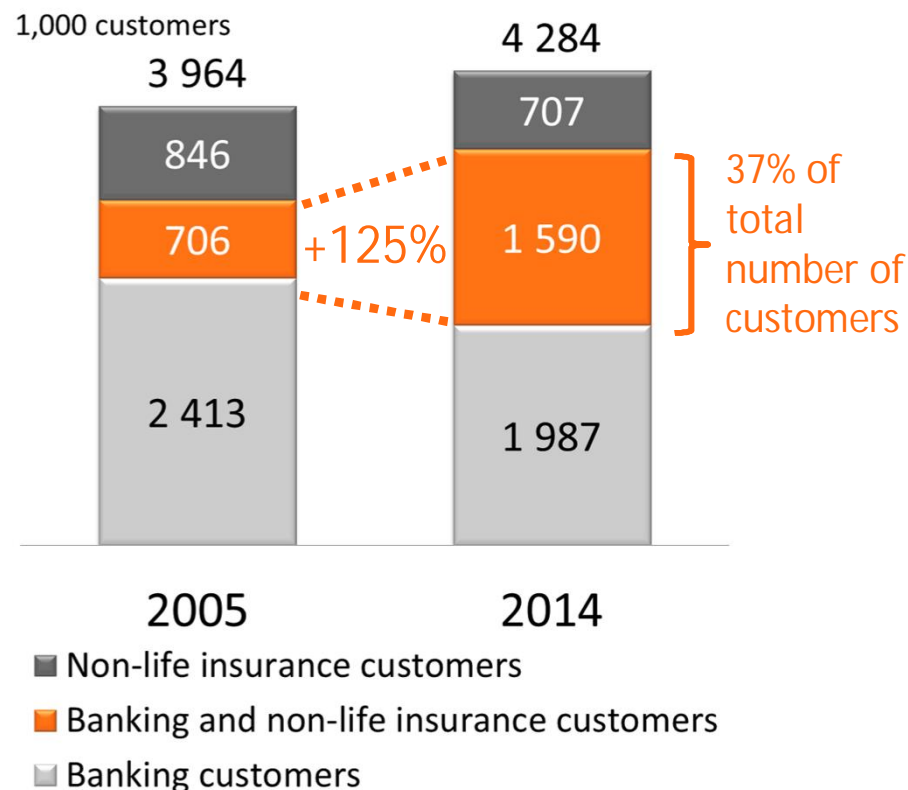 1,000 customers
3 964
4 284
846
707
706
+125%
1 590
37% of
total
number of
customers
2 413
1 987
2005
2014
Non-life insurance customers
Banking and non-life insurance customers
Banking customers